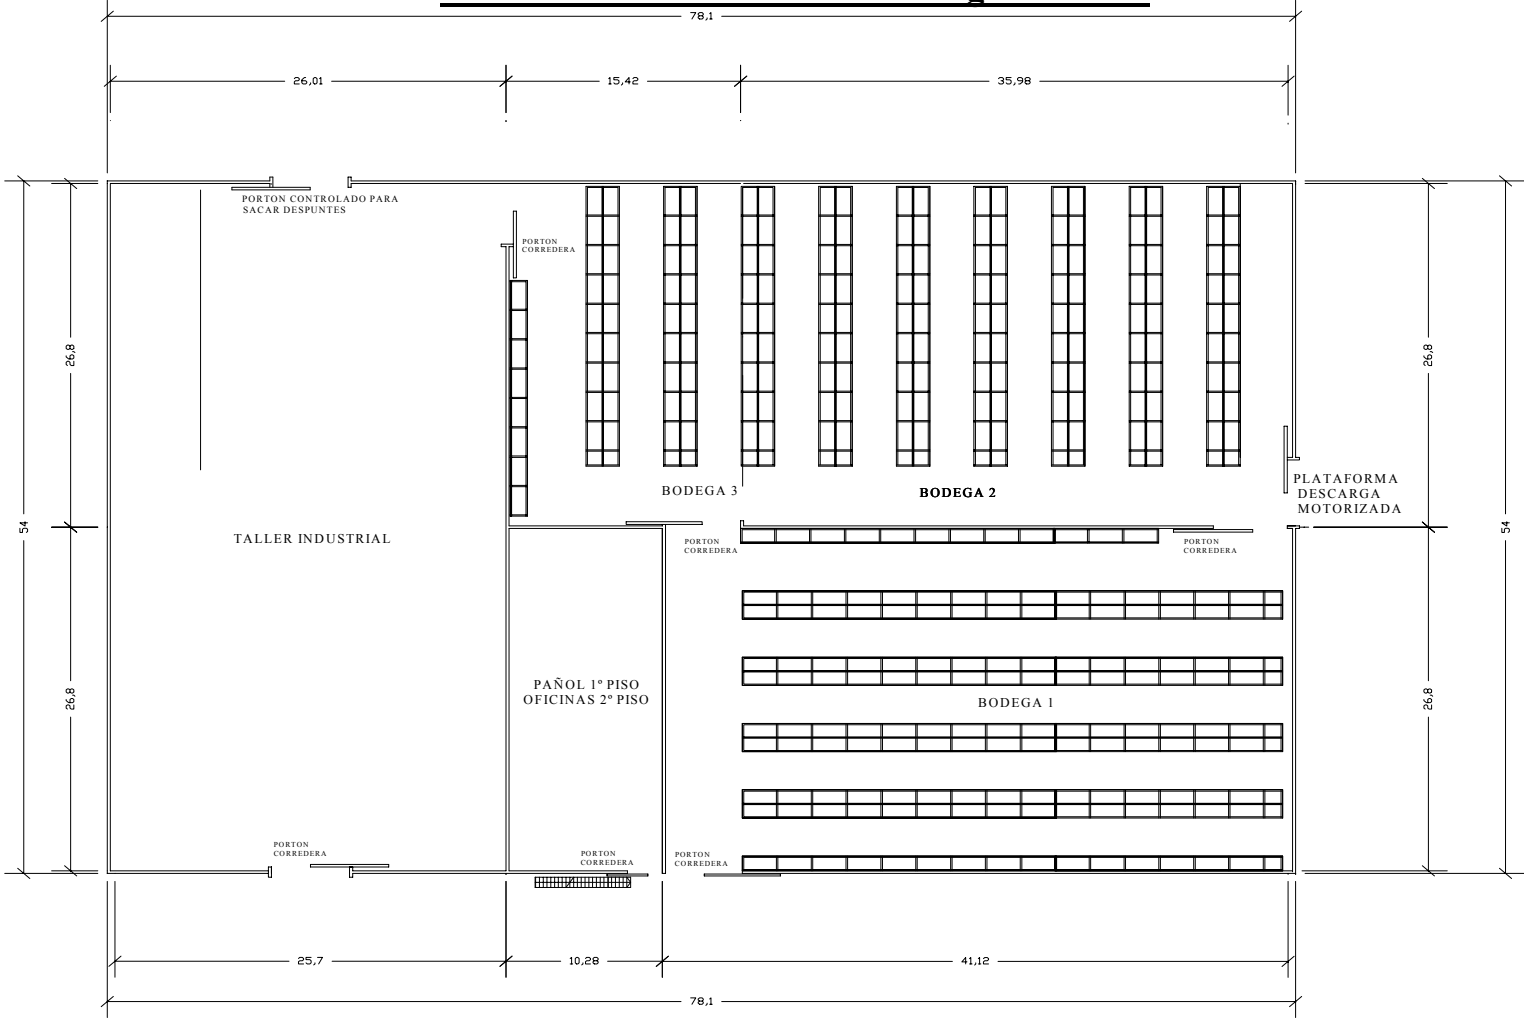 78,1
26,01
15,42
35,98
PORTON CONTROLADO PARA
SACAR DESPUNTES
PORTON
CORREDERA
26,8
26,8
BODEGA 3
BODEGA 2
PLATAFORMA
DESCARGA
MOTORIZADA
54
54
TALLER INDUSTRIAL
PORTON
CORREDERA
PORTON
CORREDERA
PAÑOL 1º PISO
OFICINAS 2º PISO
26,8
BODEGA 1
26,8
PORTON
CORREDERA
PORTON
CORREDERA
PORTON
CORREDERA
25,7
10,28
41,12
78,1